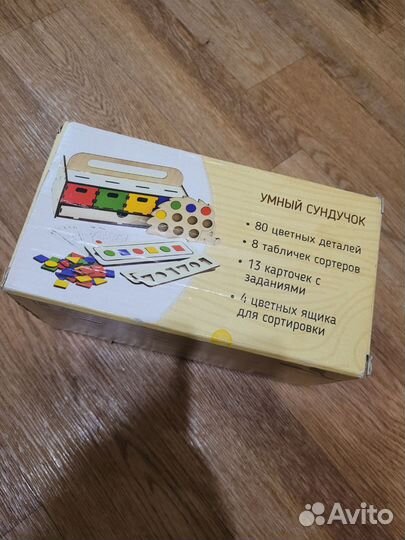 УМНЫЙ СУНДУЧОК
• 80 цветных деталей
• 8 табличек сортеров
• 13 карточек с
заданиями
• 4 цветных ящика
для сортировки
Avito